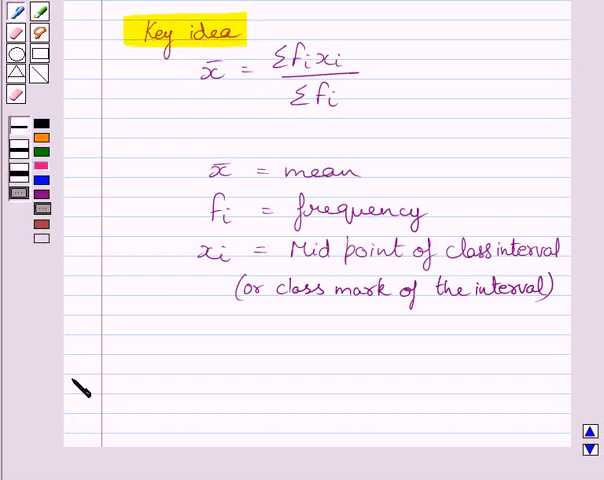 Key idea
x̄ = Σfixi / Σfi
x̄ = mean
fi = frequency
xi = Mid point of class interval
(or class mark of the interval)